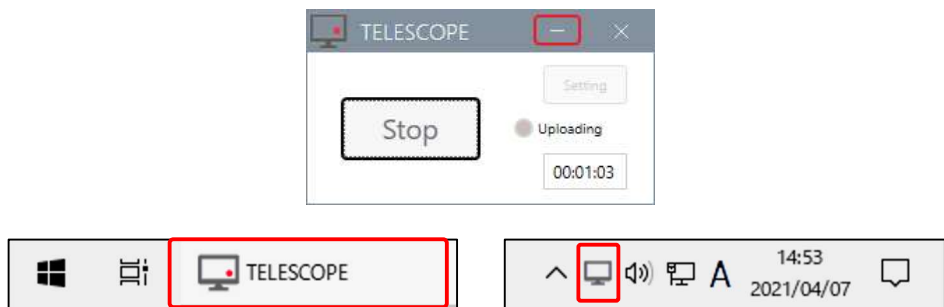 TELESCOPE
Setting
Stop
Uploading
00:01:03
TELESCOPE
A
14:53
2021/04/07